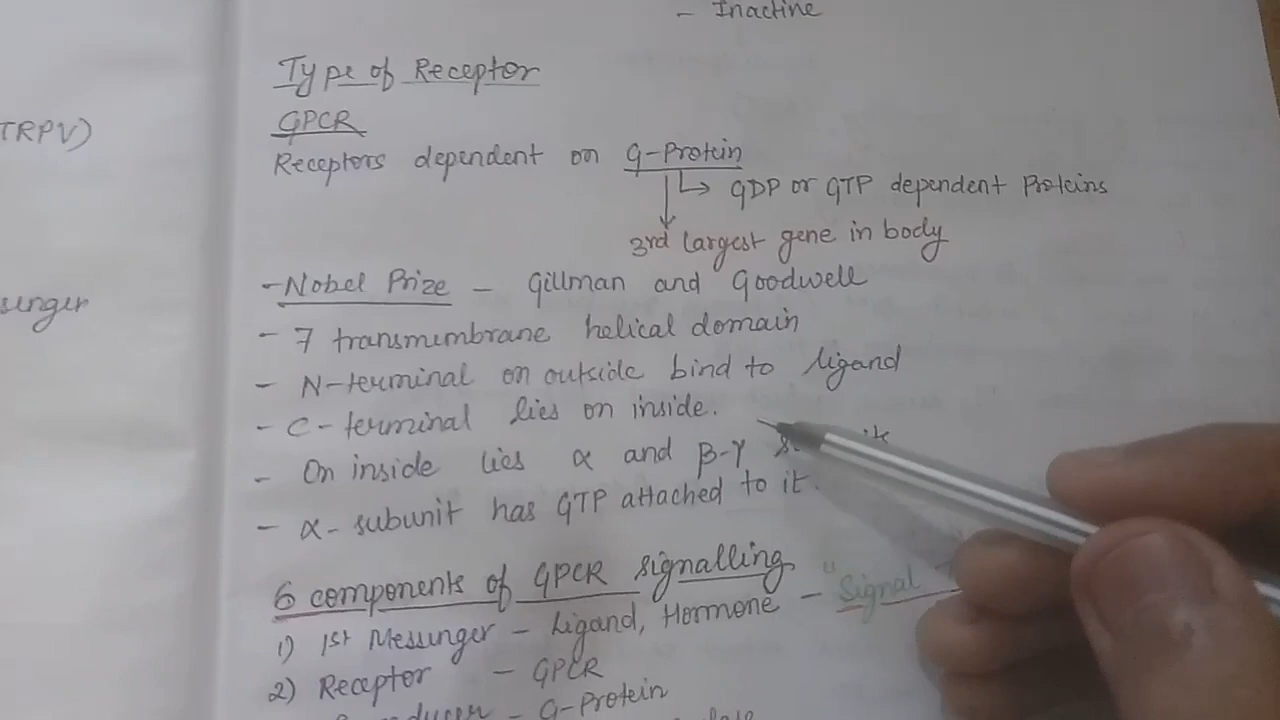 - Inactine
Type of Receptor
TRPV)
GPCR
Receptors dependent on G-Protein
GDP or GTP dependent Proteins
3rd largest gene in body
- Nobel Prize - Gillman and Goodwell
senger
- 7 transmembrane helical domain
- N-terminal on outside bind to ligand
- C-terminal lies on inside.
- On inside lies α and β-γ
- α-subunit has GTP attached to it.
6 components of GPCR signalling
1) 1st Messunger - Ligand, Hormone - "Signal
2) Receptor - GPCR
- G-Protein